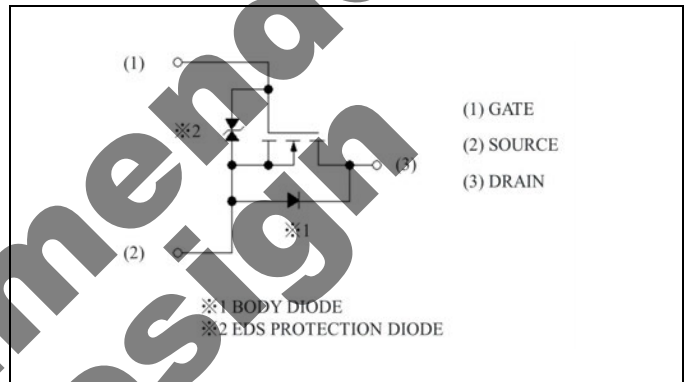 (1)
(1) GATE
※2
(2) SOURCE
(3)
(3) DRAIN
※1
(2)
※1 BODY DIODE
※2 EDS PROTECTION DIODE